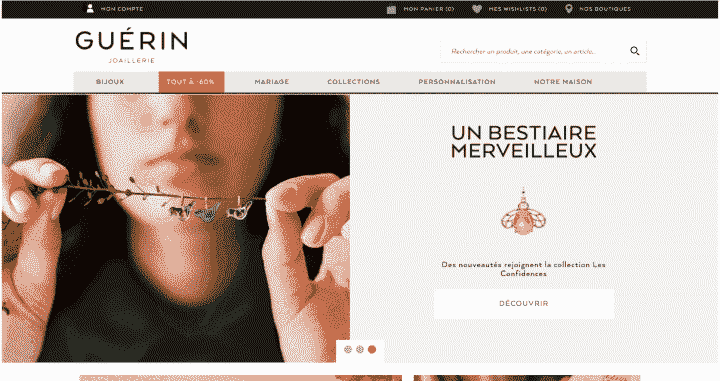 MON COMPTE
MON PANIER (0)
MES WISHLISTS (0)
NOS BOUTIQUES
GUÉRIN
JOAILLERIE
Rechercher un produit, une catégorie, un article...
BIJOUX
TOUT À -60%
MARIAGE
COLLECTIONS
PERSONNALISATION
NOTRE MAISON
UN BESTIAIRE
MERVEILLEUX
Des nouveautés rejoignent la collection Les
Confidences
DÉCOUVRIR